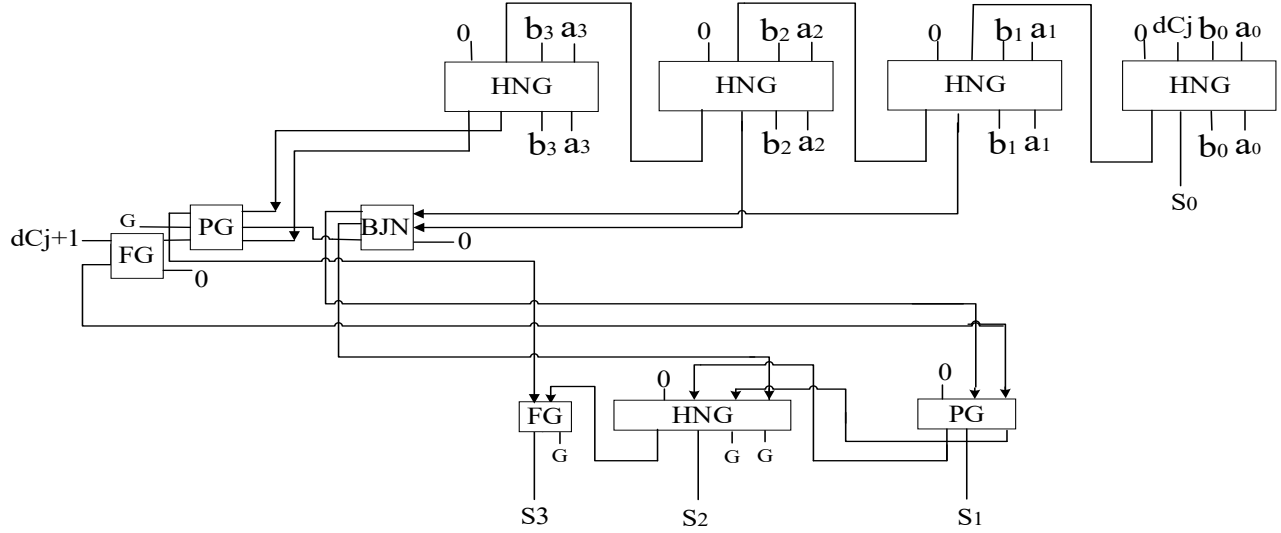 0 b3 a3 0 b2 a2 0 b1 a1 0 dCj b0 a0
HNG HNG HNG HNG
b3 a3 b2 a2 b1 a1 b0 a0
S0
G PG BJN
dCj+1 FG 0
0
0 0
FG HNG PG
G G G
S3 S2 S1